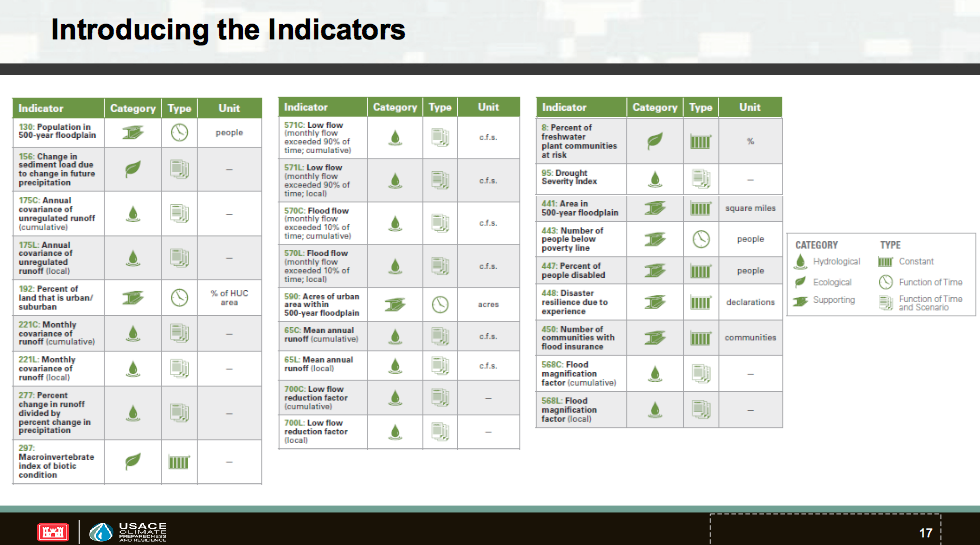 Introducing the Indicators
Indicator Category Type Unit
130: Population in
500-year floodplain
people
156: Change in
sediment load due
to change in future
precipitation
–
175C: Annual
covariance of
unregulated runoff
(cumulative)
–
175L: Annual
covariance of
unregulated
runoff (local)
–
192: Percent of
land that is urban/
suburban
% of HUC
area
221C: Monthly
covariance of
runoff (cumulative)
–
221L: Monthly
covariance of
runoff (local)
–
277: Percent
change in runoff
divided by
percent change in
precipitation
–
297:
Macroinvertebrate
index of biotic
condition
–
Indicator Category Type Unit
571C: Low flow
(monthly flow
exceeded 90% of
time; cumulative)
c.f.s.
571L: Low flow
(monthly flow
exceeded 90% of
time; local)
c.f.s.
570C: Flood flow
(monthly flow
exceeded 10% of
time; cumulative)
c.f.s.
570L: Flood flow
(monthly flow
exceeded 10% of
time; local)
c.f.s.
590: Acres of urban
area within
500-year floodplain
acres
65C: Mean annual
runoff (cumulative)
c.f.s.
65L: Mean annual
runoff (local)
c.f.s.
700C: Low flow
reduction factor
(cumulative)
–
700L: Low flow
reduction factor
(local)
–
Indicator Category Type Unit
8: Percent of
freshwater
plant communities
at risk
%
95: Drought
Severity Index
–
441: Area in
500-year floodplain
square miles
443: Number of
people below
poverty line
people
447: Percent of
people disabled
people
448: Disaster
resilience due to
experience
declarations
450: Number of
communities with
flood insurance
communities
568C: Flood
magnification
factor (cumulative)
–
568L: Flood
magnification
factor (local)
–
CATEGORY TYPE
Hydrological Constant
Ecological Function of Time
Supporting Function of Time
and Scenario
USACE
CLIMATE
PREPAREDNESS
AND RESILIENCE
17